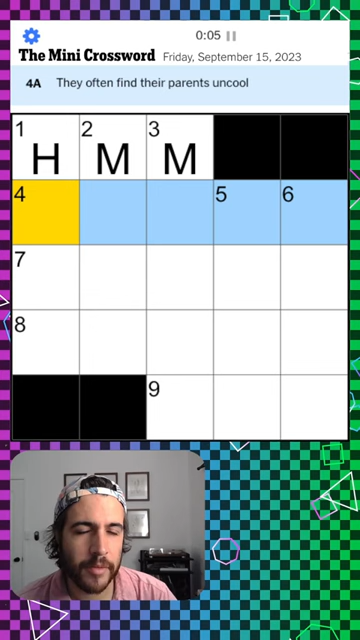 0:05
The Mini Crossword Friday, September 15, 2023
4A They often find their parents uncool
1 2 3
H M M
4 5 6
7
8
9